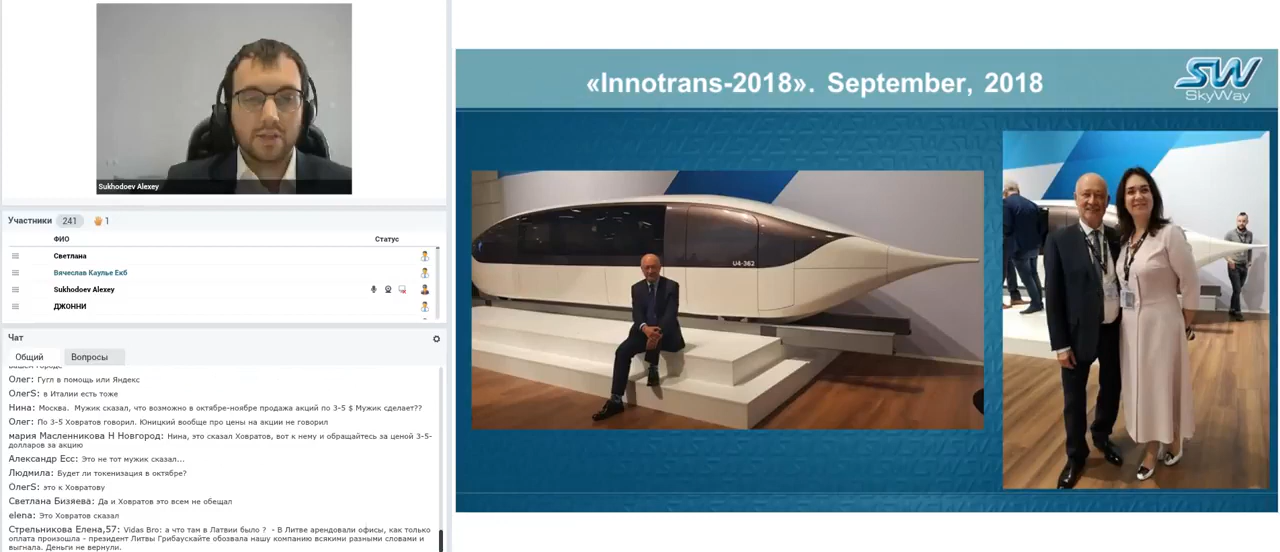 Sukhodoev Alexey
Участники 241 1
ФИО Статус
Светлана
Вячеслав Каулье Екб
Sukhodoev Alexey
ДЖОННИ
Чат
Общий Вопросы
Вашем городе
Олег: Гугл в помощь или Яндекс
ОлегS: в Италии есть тоже
Нина: Москва. Мужик сказал, что возможно в октябре-ноябре продажа акций по 3-5 $ Мужик сделает??
Олег: По 3-5 Ховратов говорил. Юницкий вообще про цены на акции не говорил
мария Масленникова Н Новгород: Нина, это сказал Ховратов, вот к нему и обращайтесь за ценой 3-5-
долларов за акцию
Александр Есс: Это не тот мужик сказал...
Людмила: Будет ли токенизация в октябре?
ОлегS: это к Ховратову
Светлана Бизяева: Да и Ховратов это всем не обещал
elena: Это Ховратов сказал
Стрельникова Елена,57: Vidas Bro: а что там в Латвии было ? - В Литве арендовали офисы, как только
оплата произошла - президент Литвы Грибаускайте обозвала нашу компанию всякими разными словами и
выгнала. Деньги не вернули.
«Innotrans-2018». September, 2018
SW
SkyWay
U4-362